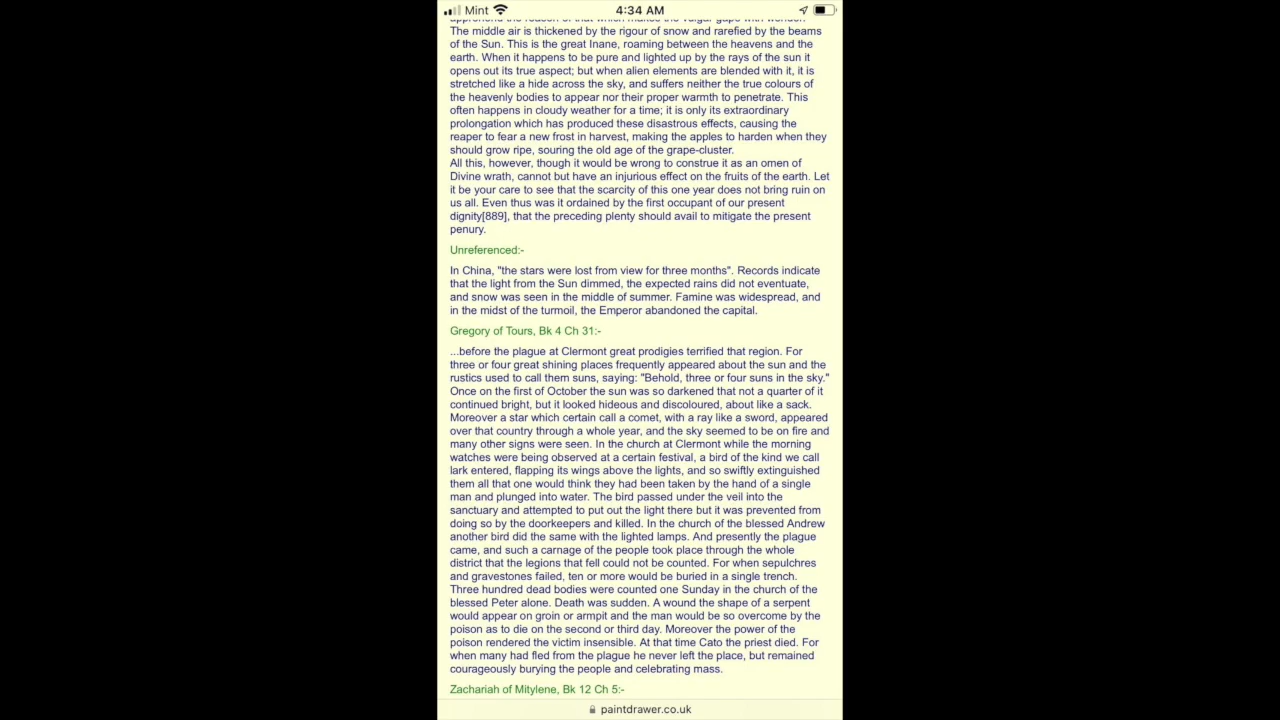 Mint
4:34 AM
The middle air is thickened by the rigour of snow and rarefied by the beams
of the Sun. This is the great Inane, roaming between the heavens and the
earth. When it happens to be pure and lighted up by the rays of the sun it
opens out its true aspect; but when alien elements are blended with it, it is
stretched like a hide across the sky, and suffers neither the true colours of
the heavenly bodies to appear nor their proper warmth to penetrate. This
often happens in cloudy weather for a time; it is only its extraordinary
prolongation which has produced these disastrous effects, causing the
reaper to fear a new frost in harvest, making the apples to harden when they
should grow ripe, souring the old age of the grape-cluster.
All this, however, though it would be wrong to construe it as an omen of
Divine wrath, cannot but have an injurious effect on the fruits of the earth. Let
it be your care to see that the scarcity of this one year does not bring ruin on
us all. Even thus was it ordained by the first occupant of our present
dignity[889], that the preceding plenty should avail to mitigate the present
penury.
Unreferenced:-
In China, "the stars were lost from view for three months". Records indicate
that the light from the Sun dimmed, the expected rains did not eventuate,
and snow was seen in the middle of summer. Famine was widespread, and
in the midst of the turmoil, the Emperor abandoned the capital.
Gregory of Tours, Bk 4 Ch 31:-
...before the plague at Clermont great prodigies terrified that region. For
three or four great shining places frequently appeared about the sun and the
rustics used to call them suns, saying: "Behold, three or four suns in the sky."
Once on the first of October the sun was so darkened that not a quarter of it
continued bright, but it looked hideous and discoloured, about like a sack.
Moreover a star which certain call a comet, with a ray like a sword, appeared
over that country through a whole year, and the sky seemed to be on fire and
many other signs were seen. In the church at Clermont while the morning
watches were being observed at a certain festival, a bird of the kind we call
lark entered, flapping its wings above the lights, and so swiftly extinguished
them all that one would think they had been taken by the hand of a single
man and plunged into water. The bird passed under the veil into the
sanctuary and attempted to put out the light there but it was prevented from
doing so by the doorkeepers and killed. In the church of the blessed Andrew
another bird did the same with the lighted lamps. And presently the plague
came, and such a carnage of the people took place through the whole
district that the legions that fell could not be counted. For when sepulchres
and gravestones failed, ten or more would be buried in a single trench.
Three hundred dead bodies were counted one Sunday in the church of the
blessed Peter alone. Death was sudden. A wound the shape of a serpent
would appear on groin or armpit and the man would be so overcome by the
poison as to die on the second or third day. Moreover the power of the
poison rendered the victim insensible. At that time Cato the priest died. For
when many had fled from the plague he never left the place, but remained
courageously burying the people and celebrating mass.
Zachariah of Mitylene, Bk 12 Ch 5:-
paintdrawer.co.uk